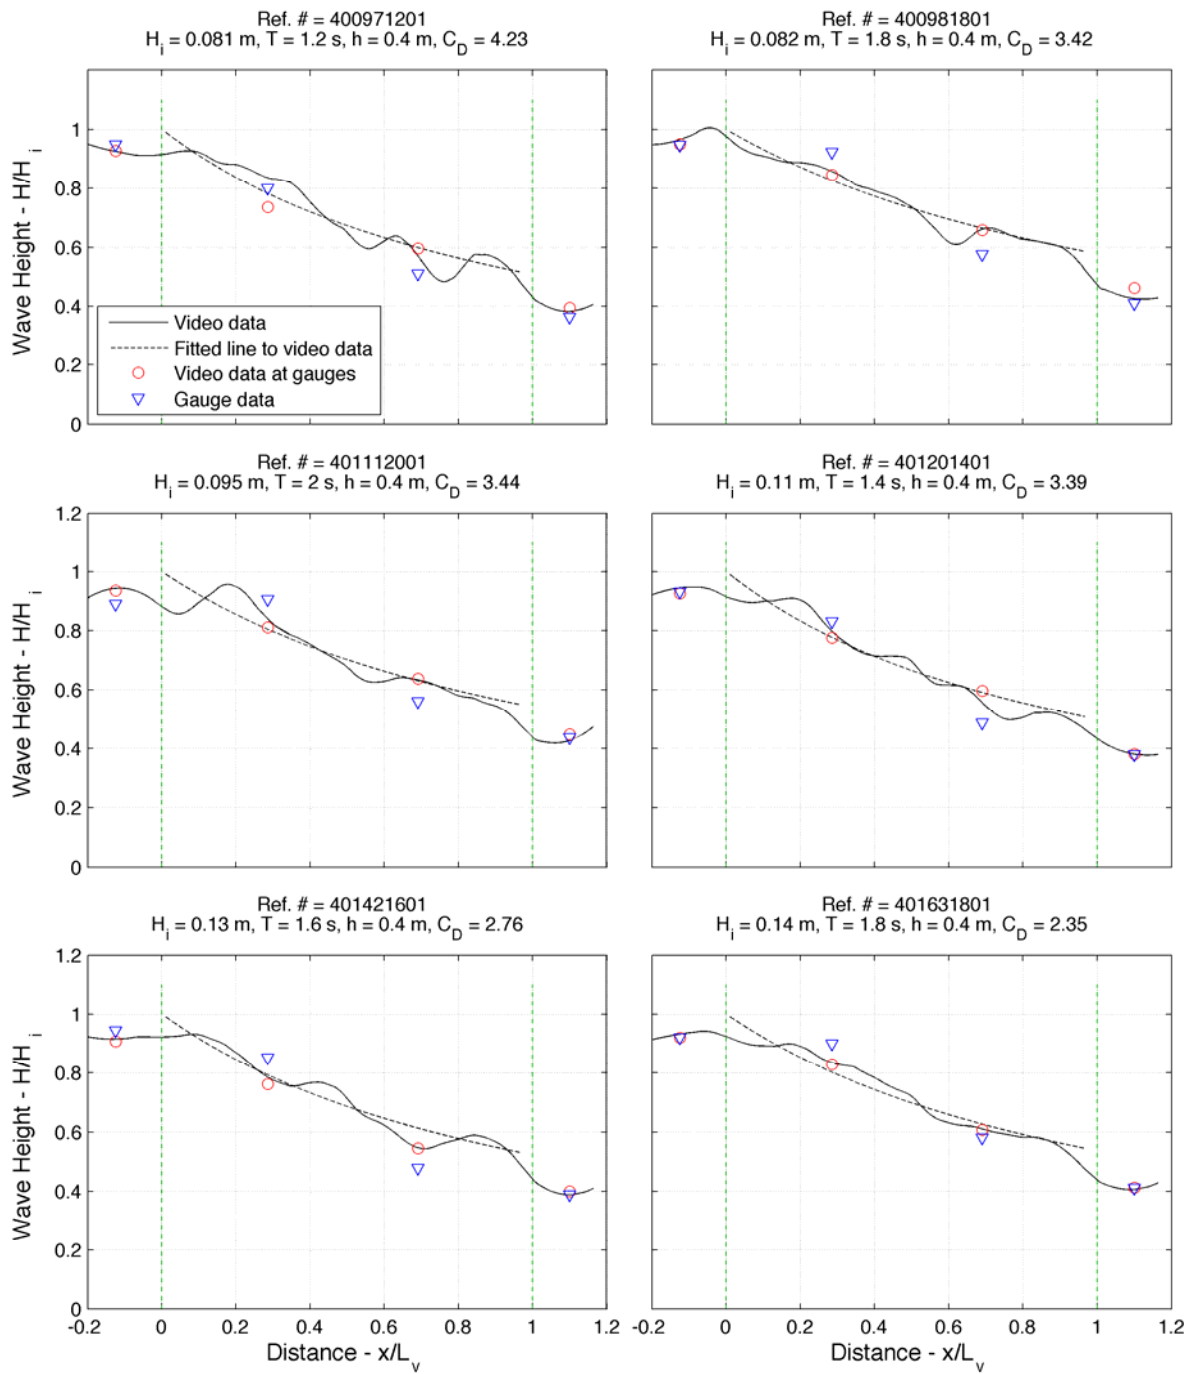 Ref. # = 400971201
H_i = 0.081 m, T = 1.2 s, h = 0.4 m, C_D = 4.23
1
0.8
0.6
0.4
0.2
0
Wave Height - H/H_i
Video data
Fitted line to video data
Video data at gauges
Gauge data
Ref. # = 400981801
H_i = 0.082 m, T = 1.8 s, h = 0.4 m, C_D = 3.42
Ref. # = 401112001
H_i = 0.095 m, T = 2 s, h = 0.4 m, C_D = 3.44
1.2
1
0.8
0.6
0.4
0.2
0
Wave Height - H/H_i
Ref. # = 401201401
H_i = 0.11 m, T = 1.4 s, h = 0.4 m, C_D = 3.39
Ref. # = 401421601
H_i = 0.13 m, T = 1.6 s, h = 0.4 m, C_D = 2.76
1.2
1
0.8
0.6
0.4
0.2
0
Wave Height - H/H_i
-0.2 0 0.2 0.4 0.6 0.8 1 1.2
Distance - x/L_v
Ref. # = 401631801
H_i = 0.14 m, T = 1.8 s, h = 0.4 m, C_D = 2.35
0 0.2 0.4 0.6 0.8 1 1.2
Distance - x/L_v